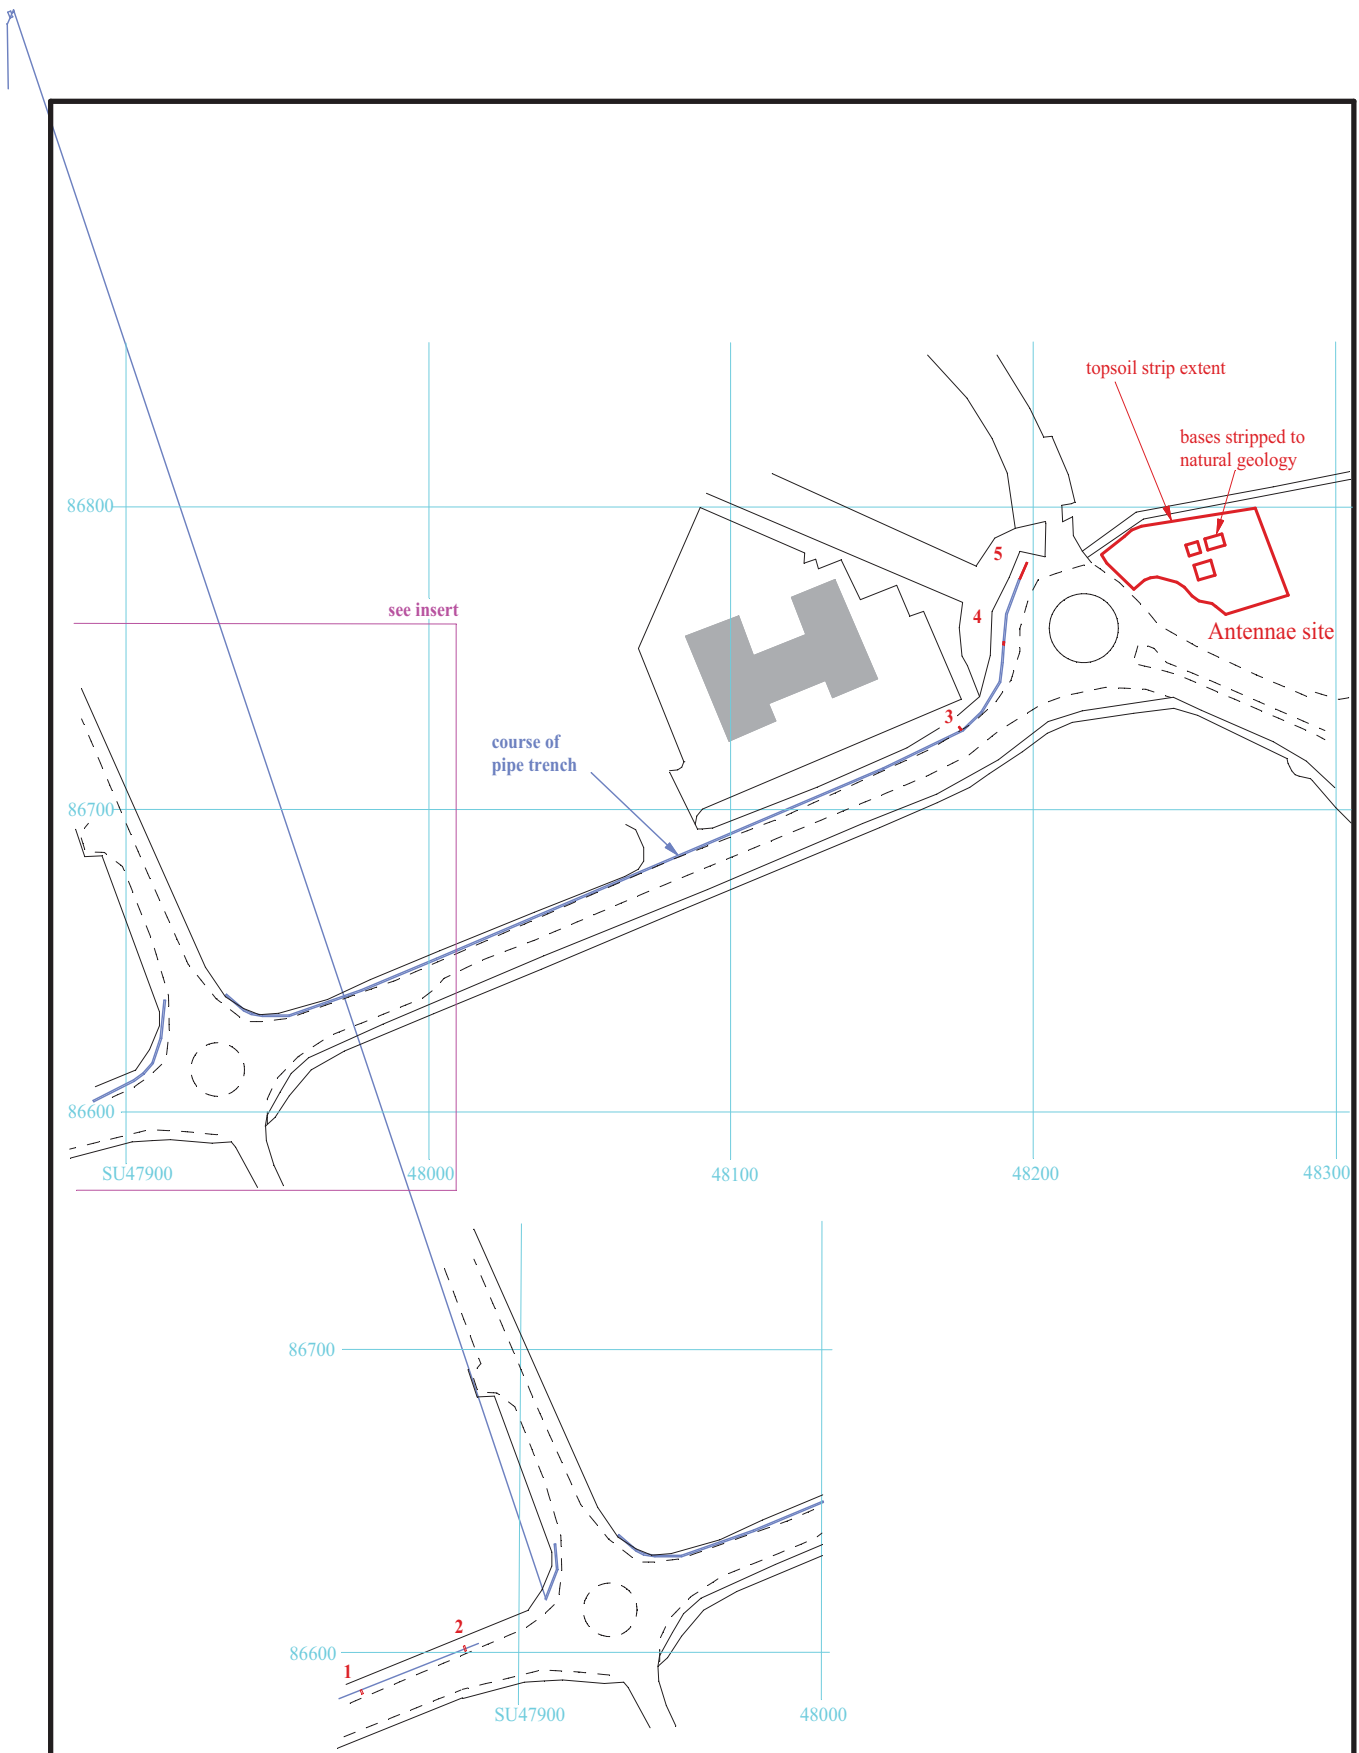 topsoil strip extent
bases stripped to
natural geology
86800
5
see insert
4
Antennae site
3
course of
pipe trench
86700
86600
SU47900
48000
48100
48200
48300
86700
2
86600
1
SU47900
48000